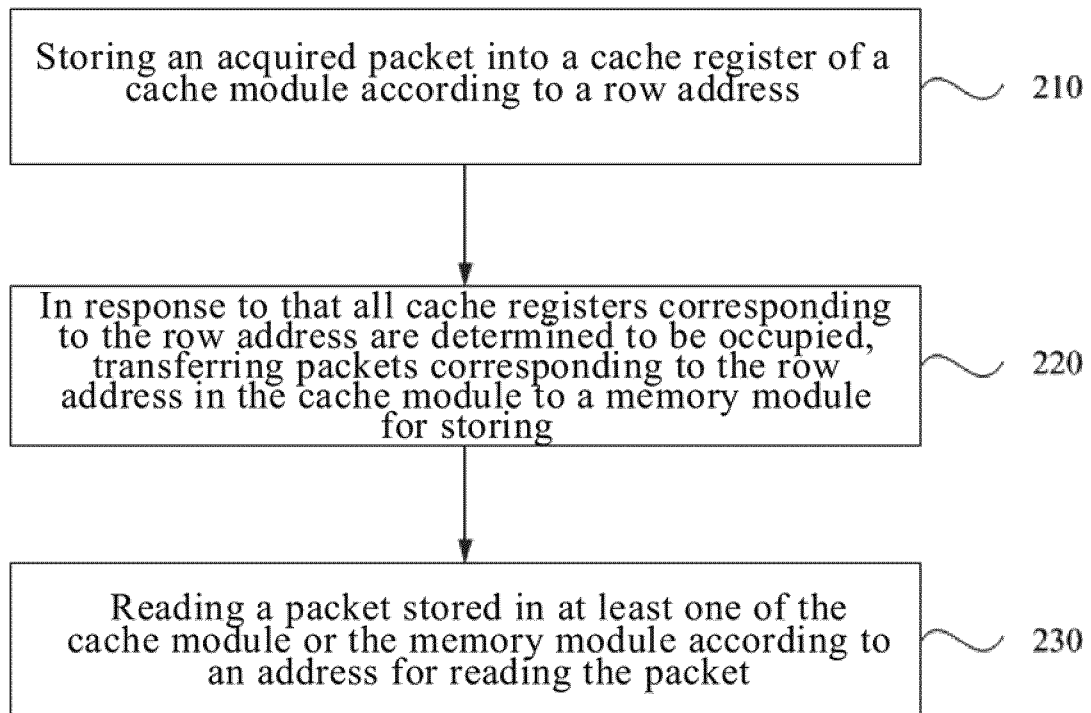 Storing an acquired packet into a cache register of a
cache module according to a row address
210
In response to that all cache registers corresponding
to the row address are determined to be occupied,
transferring packets corresponding to the row
address in the cache module to a memory module
for storing
220
Reading a packet stored in at least one of the
cache module or the memory module according to
an address for reading the packet
230